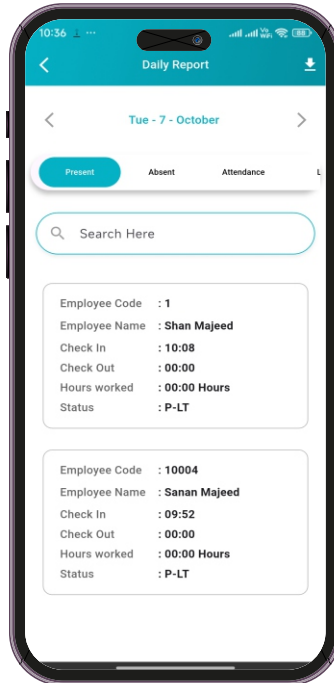 10:36
Vo WiFi
Daily Report
Tue - 7 - October
Present Absent Attendance L
Search Here
Employee Code : 1
Employee Name : Shan Majeed
Check In : 10:08
Check Out : 00:00
Hours worked : 00:00 Hours
Status : P-LT
Employee Code : 10004
Employee Name : Sanan Majeed
Check In : 09:52
Check Out : 00:00
Hours worked : 00:00 Hours
Status : P-LT